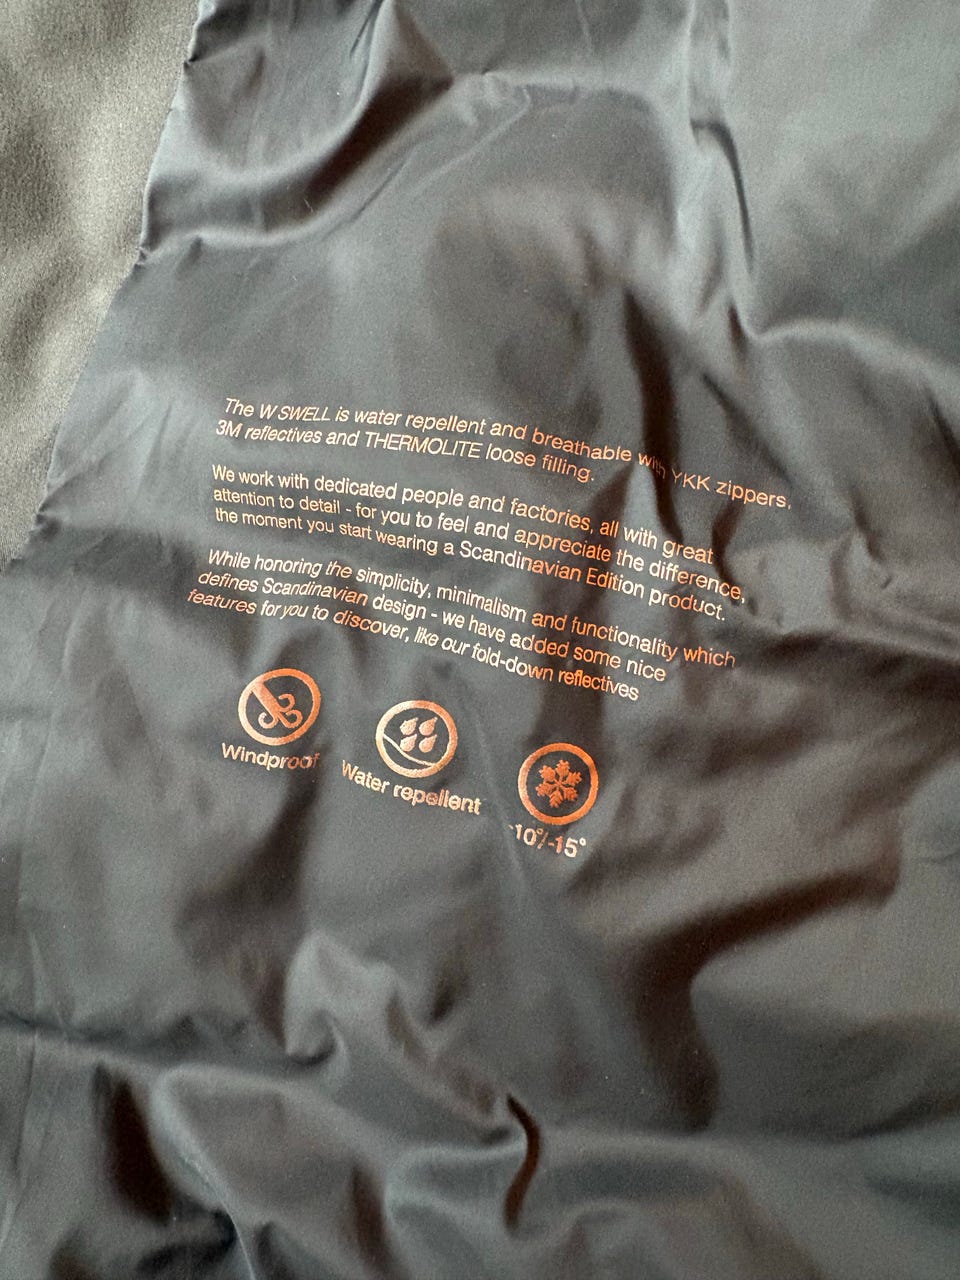 The W SWELL is water repellent and breathable with YKK zippers,
3M reflectives and THERMOLITE loose filling.
We work with dedicated people and factories, all with great
attention to detail - for you to feel and appreciate the difference,
the moment you start wearing a Scandinavian Edition product.
While honoring the simplicity, minimalism and functionality which
defines Scandinavian design - we have added some nice
features for you to discover, like our fold-down reflectives
Windproof
Water repellent
-10°/-15°